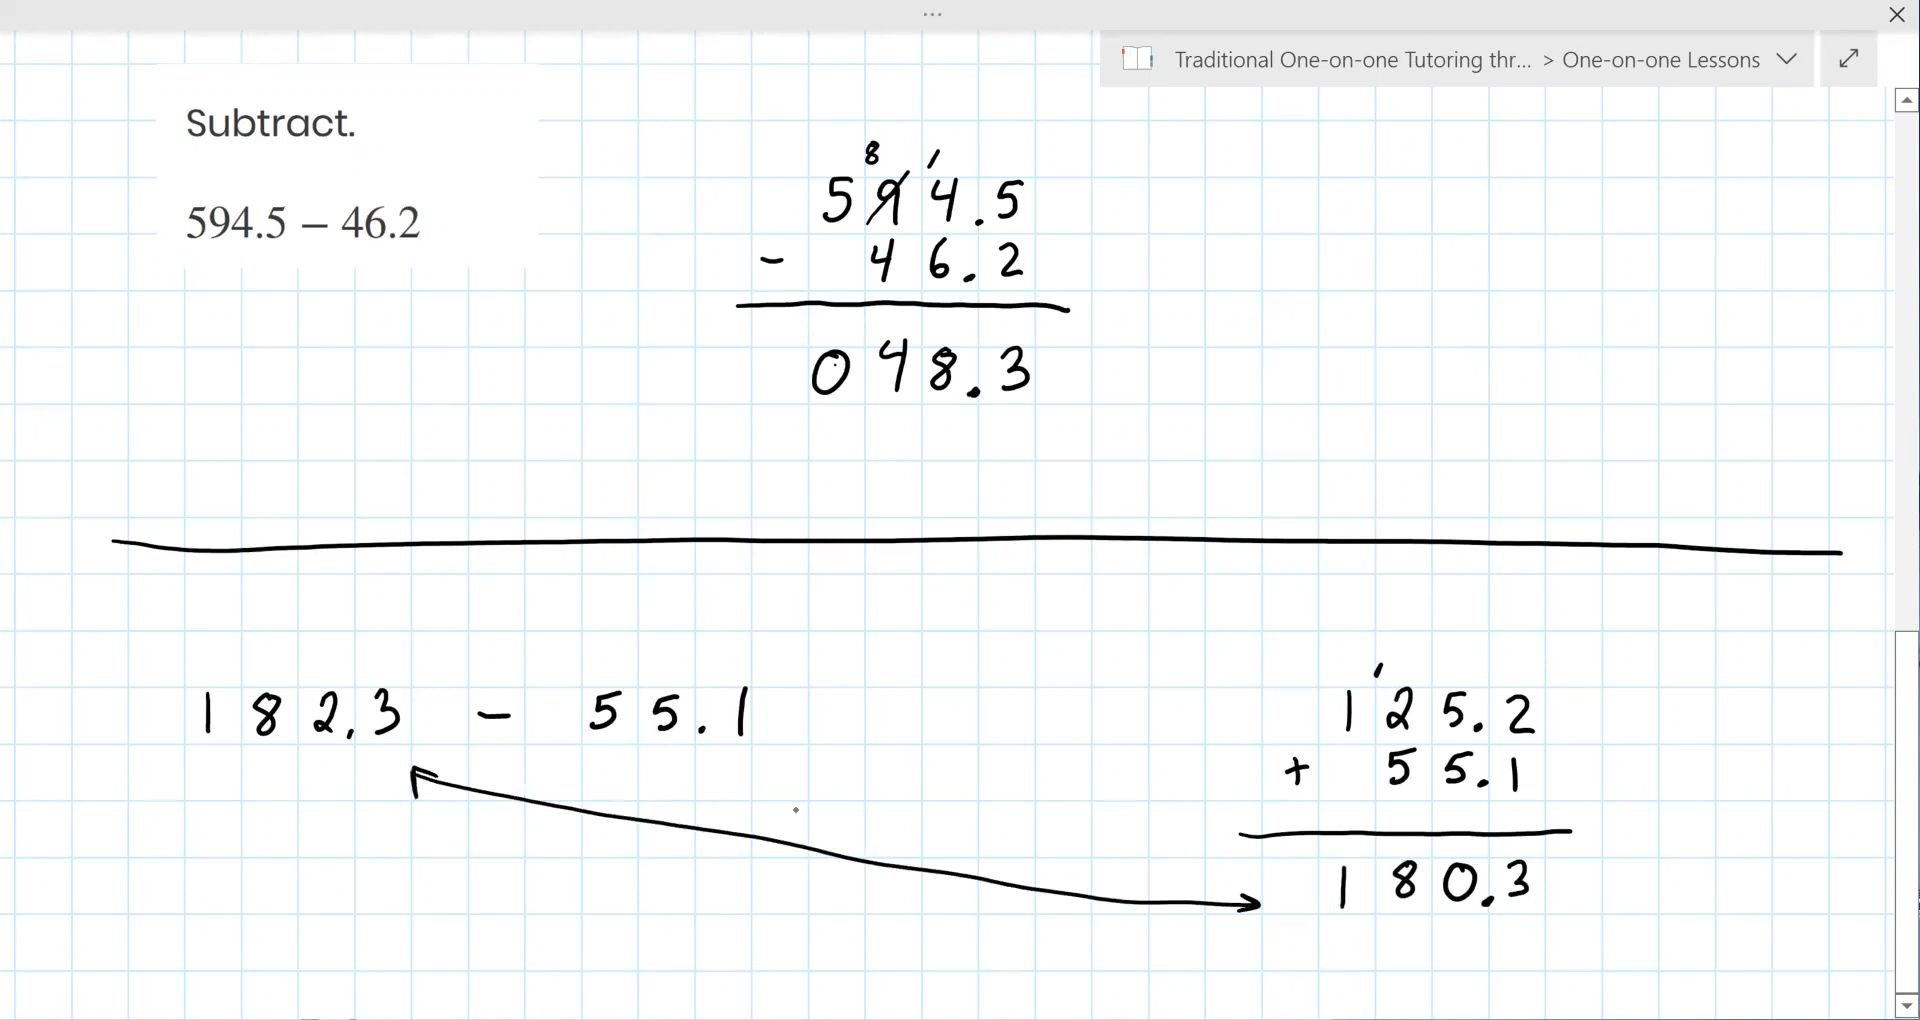 ...
Traditional One-on-one Tutoring thr... > One-on-one Lessons
Subtract.
594.5 − 46.2
8 1
594.5
- 46.2
048.3
182.3 - 55.1
1
125.2
+ 55.1
180.3